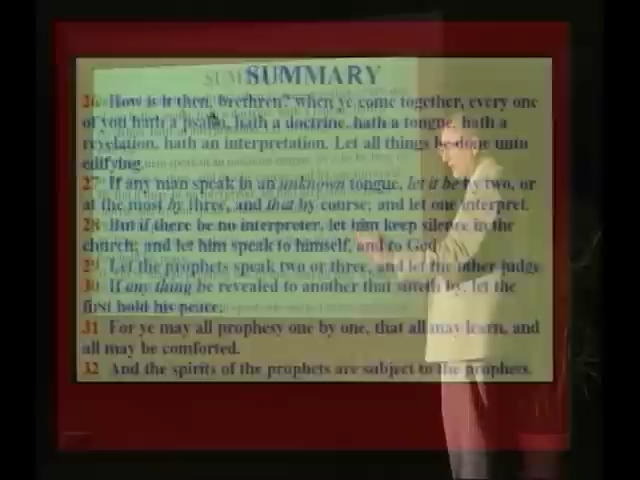 SUMMARY
26 How is it then, brethren? when ye come together, every one
of you hath a psalm, hath a doctrine, hath a tongue, hath a
revelation, hath an interpretation. Let all things be done unto
edifying.
27 If any man speak in an unknown tongue, let it be by two, or
at the most by three, and that by course; and let one interpret.
28 But if there be no interpreter, let him keep silence in the
church; and let him speak to himself, and to God.
29 Let the prophets speak two or three, and let the other judge.
30 If any thing be revealed to another that sitteth by, let the
first hold his peace.
31 For ye may all prophesy one by one, that all may learn, and
all may be comforted.
32 And the spirits of the prophets are subject to the prophets.